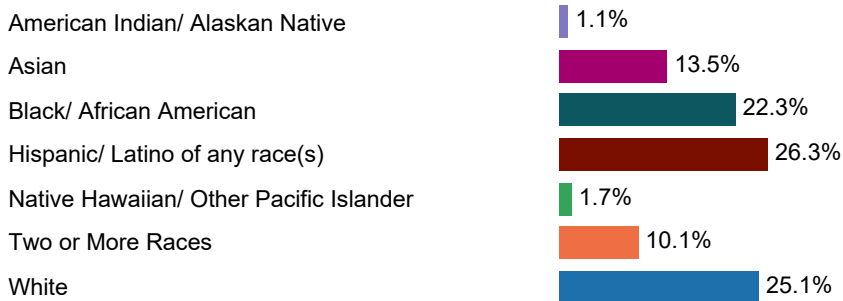 American Indian/ Alaskan Native 1.1%
Asian 13.5%
Black/ African American 22.3%
Hispanic/ Latino of any race(s) 26.3%
Native Hawaiian/ Other Pacific Islander 1.7%
Two or More Races 10.1%
White 25.1%